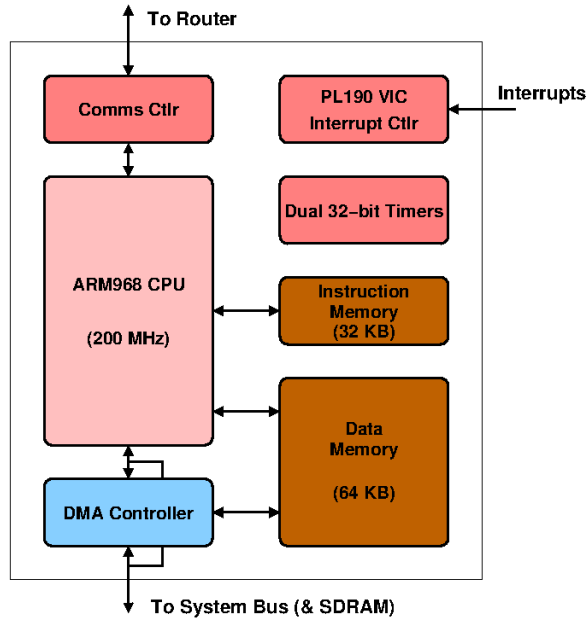 To Router
Comms Ctlr
PL190 VIC
Interrupt Ctlr
Interrupts
Dual 32−bit Timers
ARM968 CPU
(200 MHz)
Instruction
Memory
(32 KB)
Data
Memory
(64 KB)
DMA Controller
To System Bus (& SDRAM)